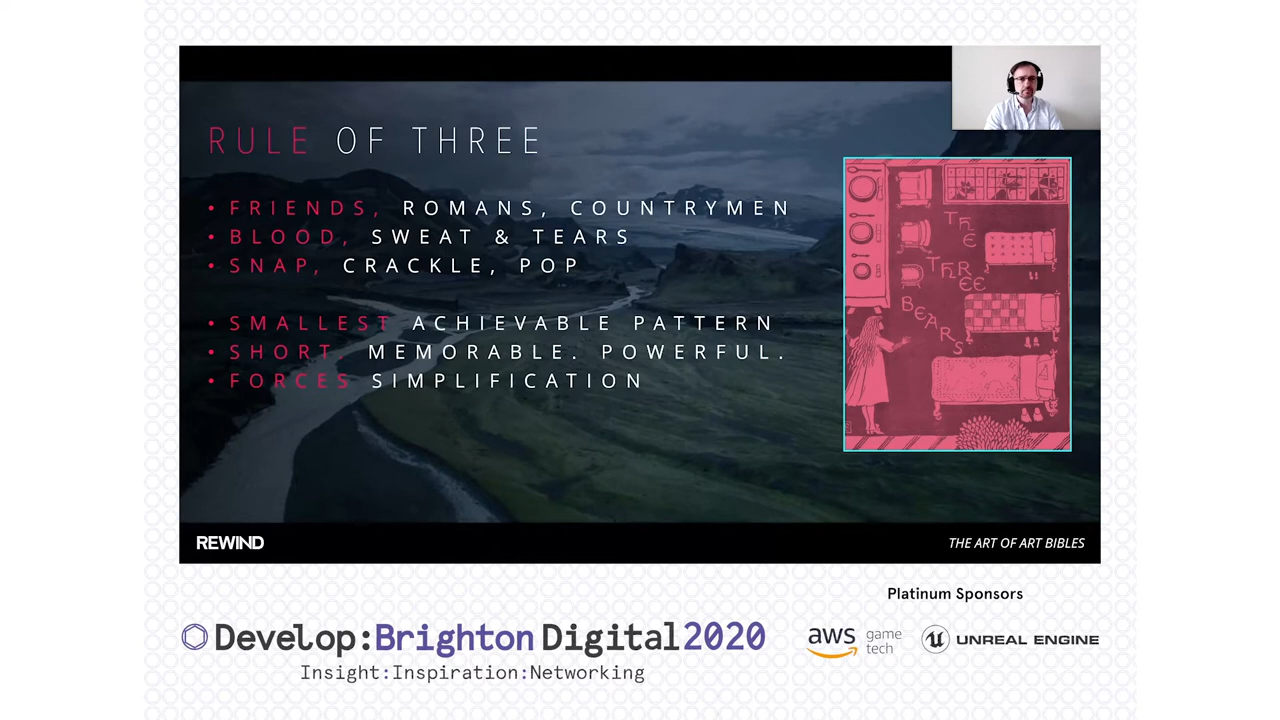 RULE OF THREE
• FRIENDS, ROMANS, COUNTRYMEN
• BLOOD, SWEAT & TEARS
• SNAP, CRACKLE, POP
• SMALLEST ACHIEVABLE PATTERN
• SHORT. MEMORABLE. POWERFUL.
• FORCES SIMPLIFICATION
THE
THREE
BEARS
REWIND
THE ART OF ART BIBLES
Platinum Sponsors
Develop:Brighton Digital 2020
Insight:Inspiration:Networking
aws game tech
UNREAL ENGINE